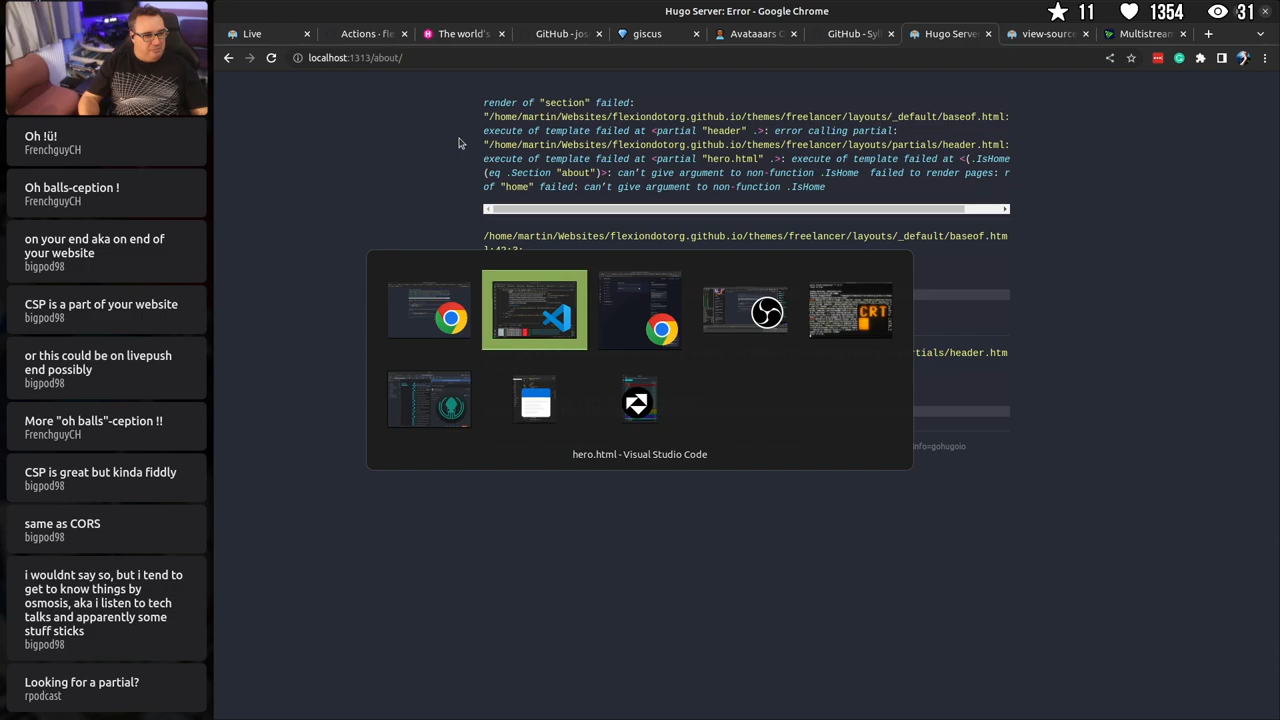 Hugo Server: Error - Google Chrome
11
1354
31
Live
Actions · fle
The world's
GitHub - jos
giscus
Avataaars G
GitHub - Syl
Hugo Server
view-source
Multistream
localhost:1313/about/
render of "section" failed:
"/home/martin/Websites/flexiondotorg.github.io/themes/freelancer/layouts/_default/baseof.html:
execute of template failed at <partial "header" .>: error calling partial:
"/home/martin/Websites/flexiondotorg.github.io/themes/freelancer/layouts/partials/header.html:
execute of template failed at <partial "hero.html" .>: execute of template failed at <(.IsHome
(eq .Section "about")>: can't give argument to non-function .IsHome  failed to render pages: r
of "home" failed: can't give argument to non-function .IsHome
/home/martin/Websites/flexiondotorg.github.io/themes/freelancer/layouts/_default/baseof.htm
artials/header.htm
info=gohugoio
CRT
hero.html - Visual Studio Code
Oh !ü!
FrenchguyCH
Oh balls-ception !
FrenchguyCH
on your end aka on end of
your website
bigpod98
CSP is a part of your website
bigpod98
or this could be on livepush
end possibly
bigpod98
More "oh balls"-ception !!
FrenchguyCH
CSP is great but kinda fiddly
bigpod98
same as CORS
bigpod98
i wouldnt say so, but i tend to
get to know things by
osmosis, aka i listen to tech
talks and apparently some
stuff sticks
bigpod98
Looking for a partial?
rpodcast